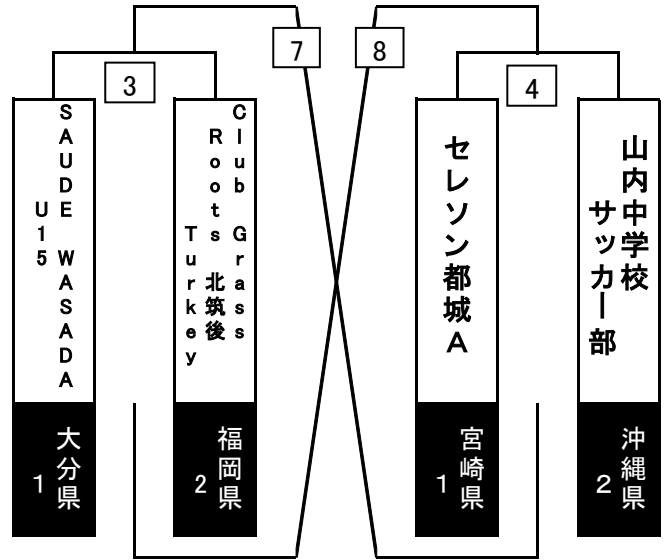 7
8
3
4
SAUDE WASADA
U15
Club Grass
Roots 北筑後
Turkey
セレソン都城A
山内中学校
サッカー部
大分県
1
福岡県
2
宮崎県
1
沖縄県
2